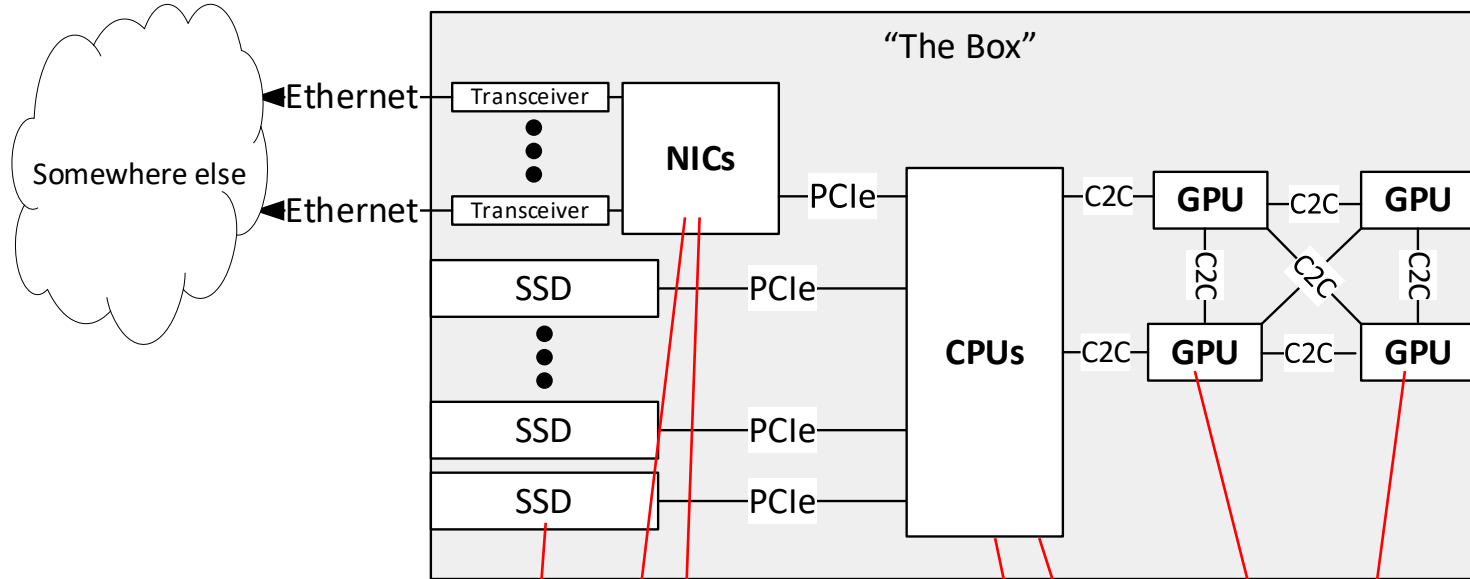 “The Box”
Ethernet
Transceiver
NICs
Somewhere else
PCIe
C2C
GPU
C2C
GPU
Ethernet
Transceiver
C2C
C2C
C2C
SSD
PCIe
CPUs
C2C
GPU
C2C
GPU
SSD
PCIe
SSD
PCIe